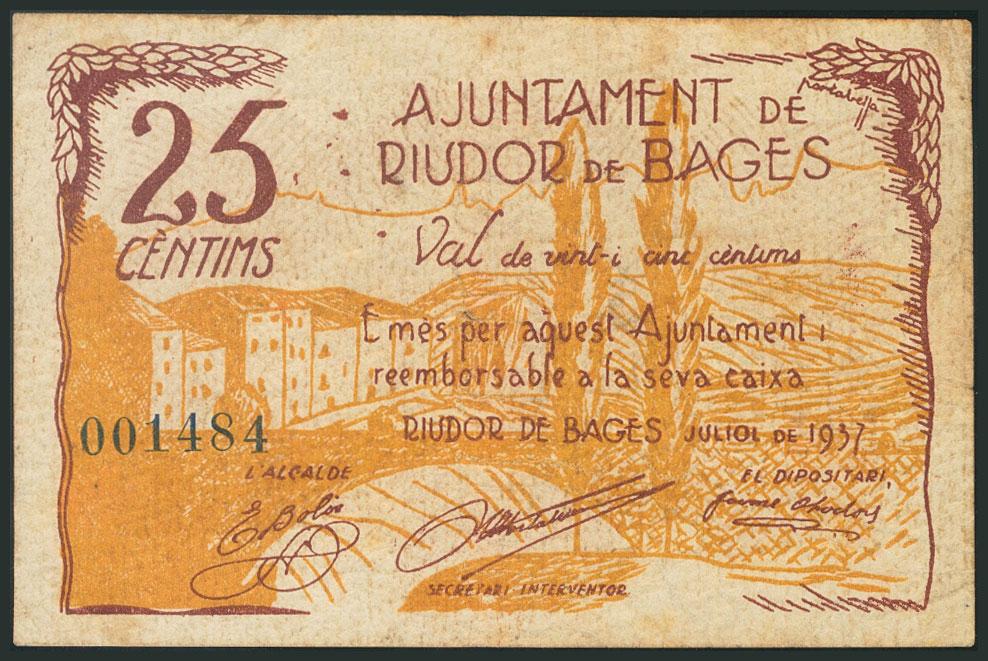 25
CÈNTIMS
AJUNTAMENT DE
RIUDOR DE BAGES
Val de vint-i cinc cèntims
Emès per aquest Ajuntament i
reemborsable a la seva caixa
RIUDOR DE BAGES JULIOL DE 1937
001484
L'ALCALDE
E Bolós
EL DIPOSITARI,
SECRETARI INTERVENTOR